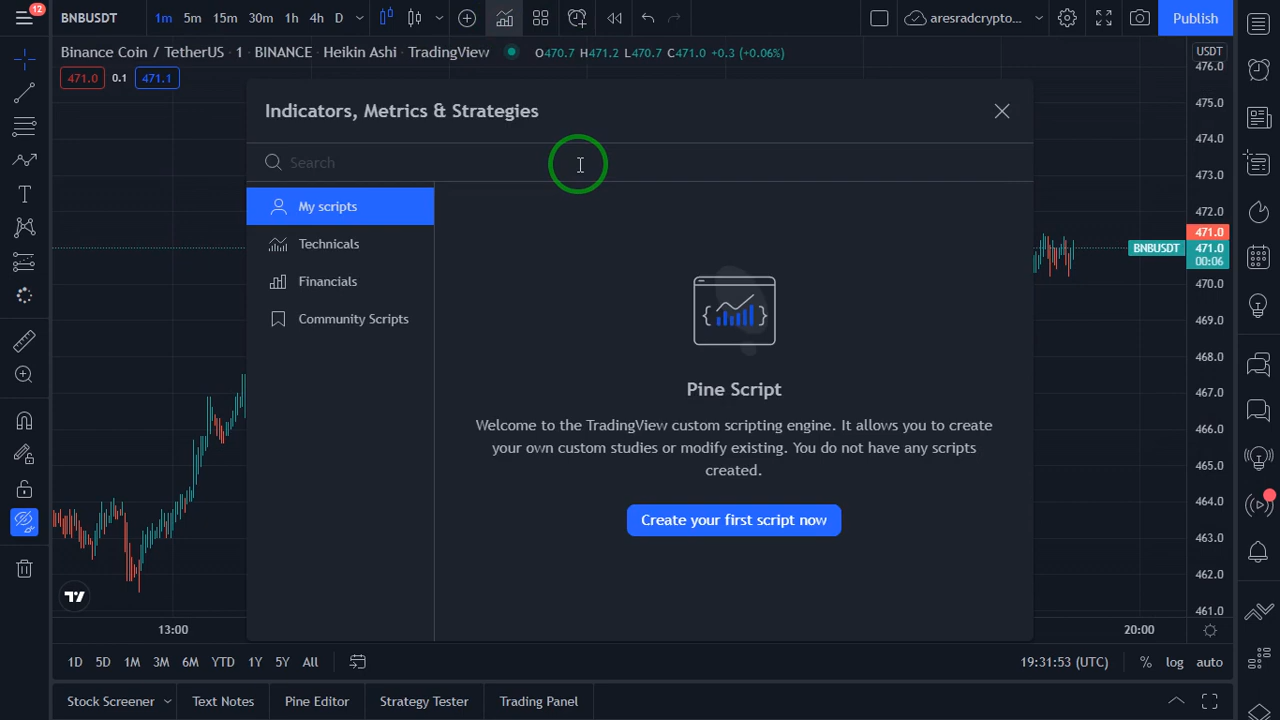 12
BNBUSDT 1m 5m 15m 30m 1h 4h D aresradcrypto... Publish
Binance Coin / TetherUS · 1 · BINANCE · Heikin Ashi · TradingView O470.7 H471.2 L470.7 C471.0 +0.3 (+0.06%) USDT
471.0 0.1 471.1
476.0
475.0
474.0
473.0
472.0
471.0
BNBUSDT 471.0
00:06
470.0
469.0
468.0
467.0
466.0
465.0
464.0
463.0
462.0
461.0
Indicators, Metrics & Strategies
Search
My scripts
Technicals
Financials
Community Scripts
Pine Script
Welcome to the TradingView custom scripting engine. It allows you to create
your own custom studies or modify existing. You do not have any scripts
created.
Create your first script now
13:00 20:00
1D 5D 1M 3M 6M YTD 1Y 5Y All 19:31:53 (UTC) % log auto
Stock Screener Text Notes Pine Editor Strategy Tester Trading Panel